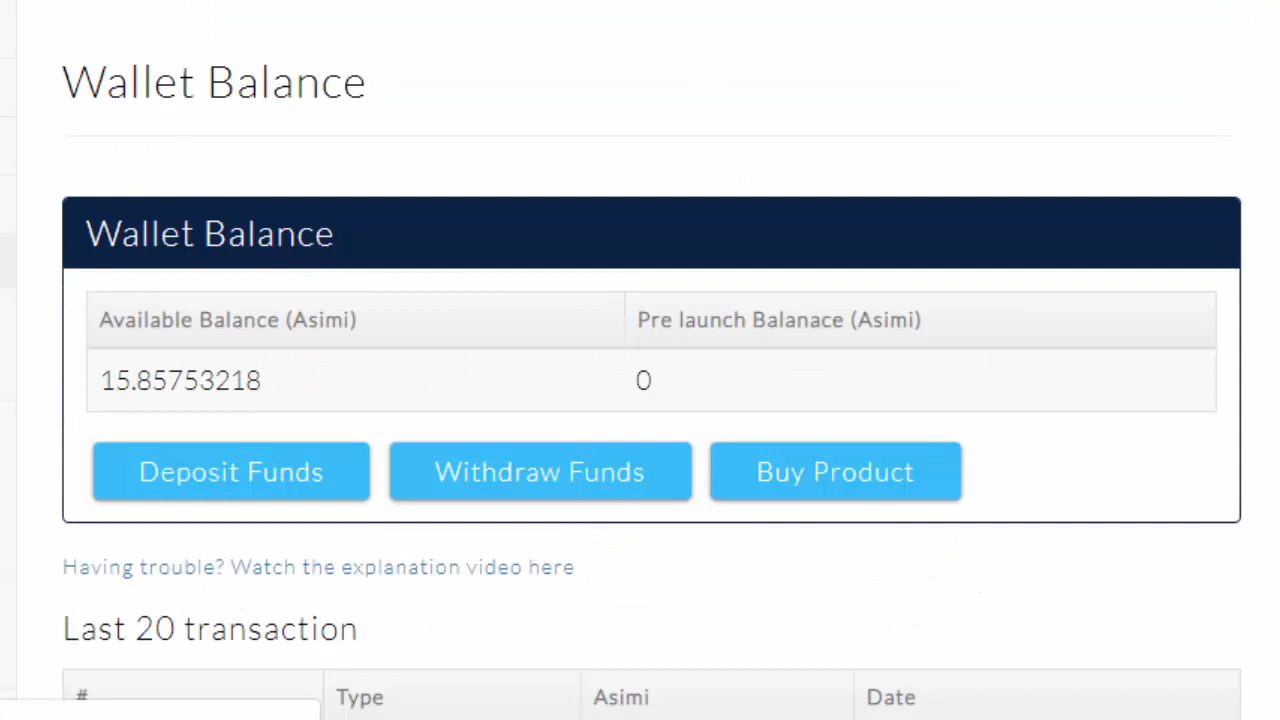 Wallet Balance
Wallet Balance
Available Balance (Asimi) Pre launch Balanace (Asimi)
15.85753218 0
Deposit Funds Withdraw Funds Buy Product
Having trouble? Watch the explanation video here
Last 20 transaction
# Type Asimi Date